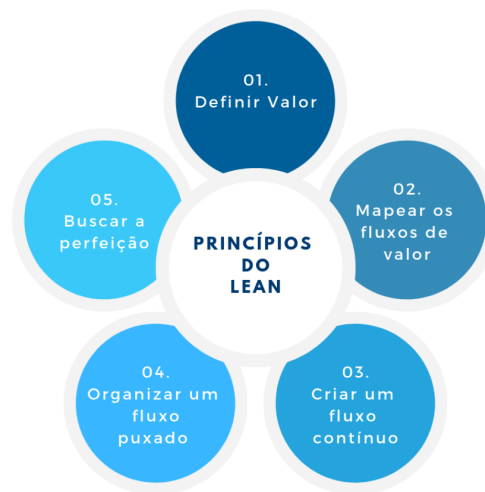 01.
Definir Valor
02.
Mapear os
fluxos de
valor
03.
Criar um
fluxo
contínuo
04.
Organizar um
fluxo
puxado
05.
Buscar a
perfeição
PRINCÍPIOS
DO
LEAN